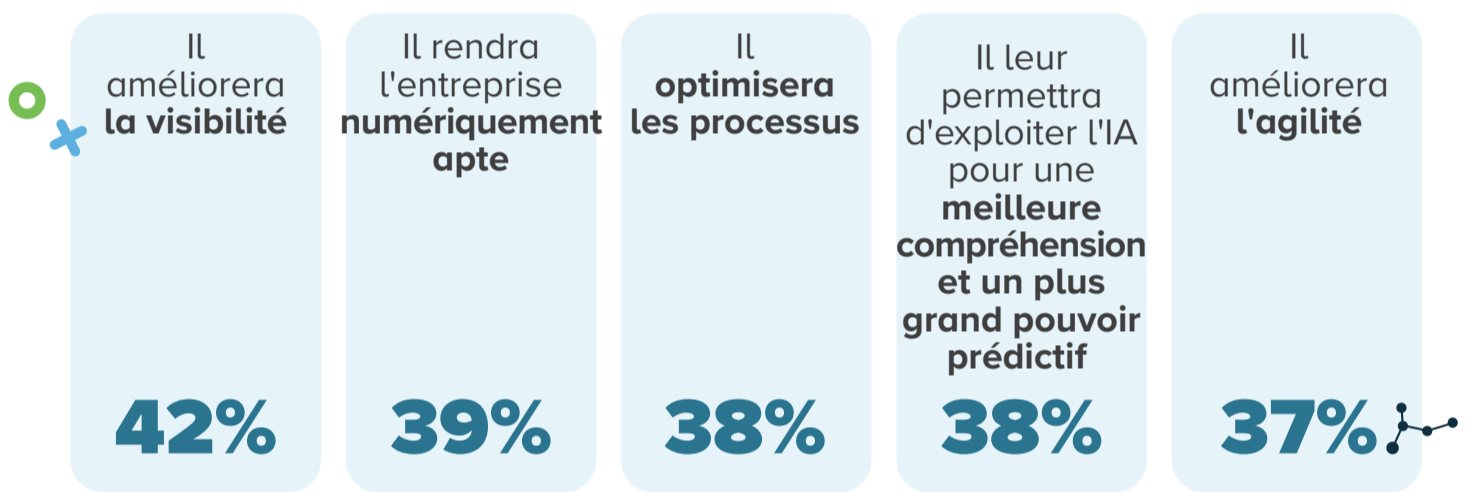 Il
améliorera
la visibilité
42%
Il rendra
l'entreprise
numériquement
apte
39%
Il
optimisera
les processus
38%
Il leur
permettra
d'exploiter l'IA
pour une
meilleure
compréhension
et un plus
grand pouvoir
prédictif
38%
Il
améliorera
l'agilité
37%